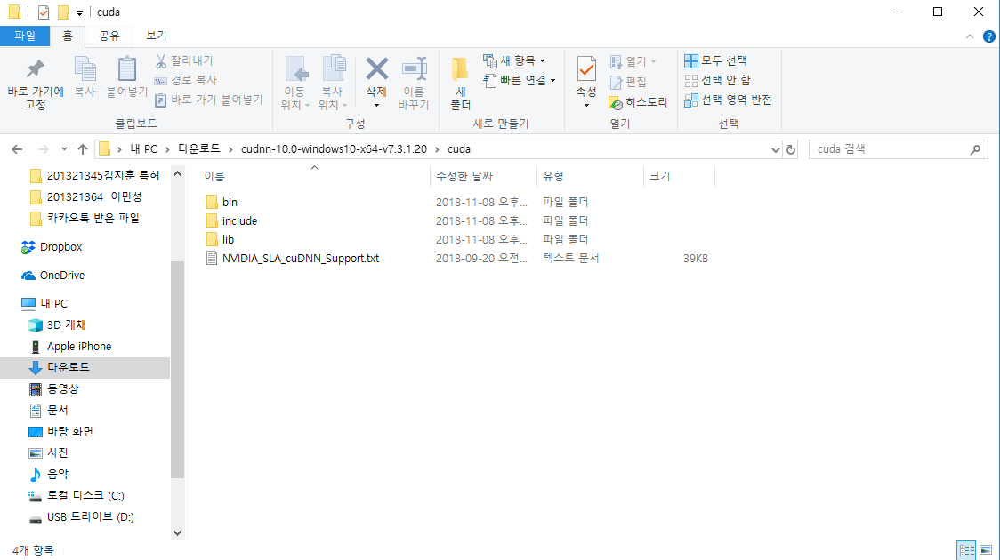 cuda
파일 홈 공유 보기
바로 가기에 고정
복사
붙여넣기
잘라내기
경로 복사
바로 가기 붙여넣기
클립보드
이동 위치
복사 위치
삭제
이름 바꾸기
구성
새 폴더
새 항목
빠른 연결
새로 만들기
속성
열기
편집
히스토리
열기
모두 선택
선택 안 함
선택 영역 반전
선택
내 PC > 다운로드 > cudnn-10.0-windows10-x64-v7.3.1.20 > cuda
cuda 검색
201321345김지훈 특허
201321364 이민성
카카오톡 받은 파일
Dropbox
OneDrive
내 PC
3D 개체
Apple iPhone
다운로드
동영상
문서
바탕 화면
사진
음악
로컬 디스크 (C:)
USB 드라이브 (D:)
이름 수정한 날짜 유형 크기
bin 2018-11-08 오후... 파일 폴더
include 2018-11-08 오후... 파일 폴더
lib 2018-11-08 오후... 파일 폴더
NVIDIA_SLA_cuDNN_Support.txt 2018-09-20 오전... 텍스트 문서 39KB
4개 항목